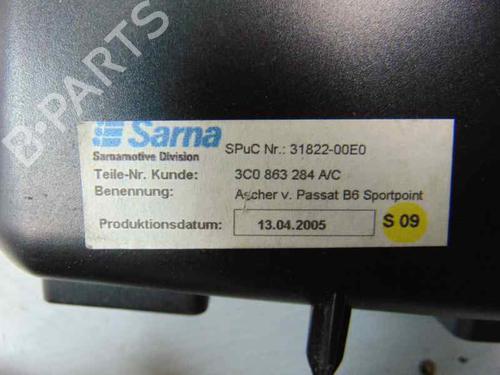 B-PARTS
Sarna
Sarnamotive Division
SPuC Nr.: 31822-00E0
Teile-Nr. Kunde: 3C0 863 284 A/C
Benennung: Ascher v. Passat B6 Sportpoint
Produktionsdatum: 13.04.2005 S 09